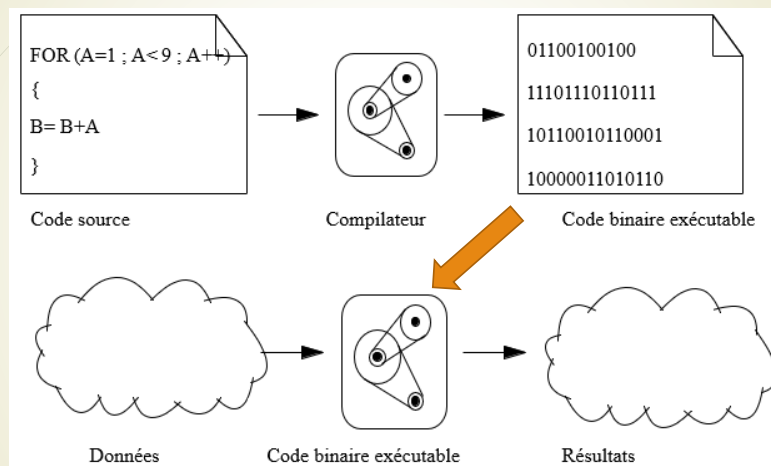 FOR (A=1 ; A<9 ; A++)
{
B= B+A
}
01100100100
11101110110111
10110010110001
10000011010110
Code source
Compilateur
Code binaire exécutable
Données
Code binaire exécutable
Résultats